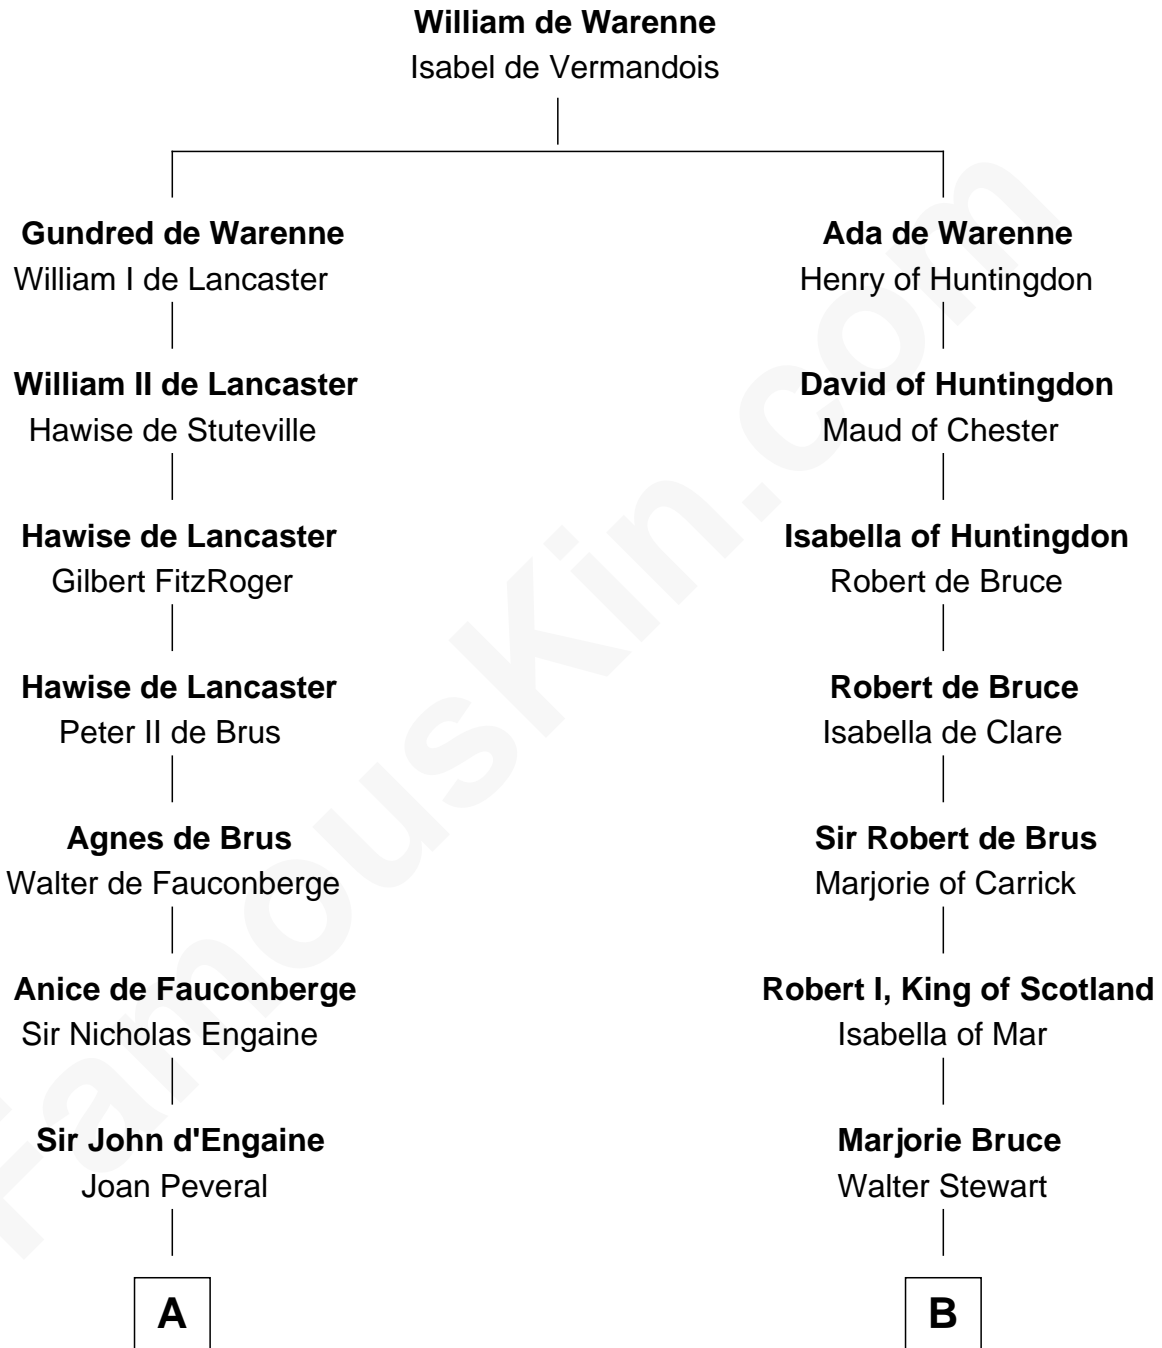 William de Warenne
Isabel de Vermandois
Gundred de Warenne
William I de Lancaster
William II de Lancaster
Hawise de Stuteville
Hawise de Lancaster
Gilbert FitzRoger
Hawise de Lancaster
Peter II de Brus
Agnes de Brus
Walter de Fauconberge
Anice de Fauconberge
Sir Nicholas Engaine
Sir John d'Engaine
Joan Peveral
A
Ada de Warenne
Henry of Huntingdon
David of Huntingdon
Maud of Chester
Isabella of Huntingdon
Robert de Bruce
Robert de Bruce
Isabella de Clare
Sir Robert de Brus
Marjorie of Carrick
Robert I, King of Scotland
Isabella of Mar
Marjorie Bruce
Walter Stewart
B
FamousKin.com